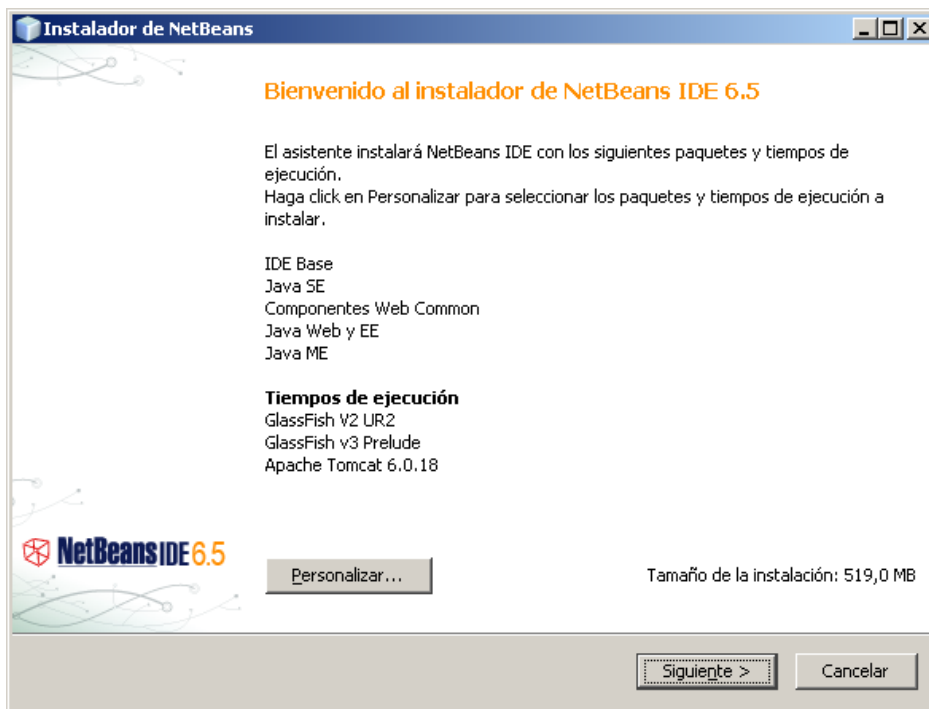 Instalador de NetBeans
Bienvenido al instalador de NetBeans IDE 6.5
El asistente instalará NetBeans IDE con los siguientes paquetes y tiempos de
ejecución.
Haga click en Personalizar para seleccionar los paquetes y tiempos de ejecución a
instalar.
IDE Base
Java SE
Componentes Web Common
Java Web y EE
Java ME
Tiempos de ejecución
GlassFish V2 UR2
GlassFish v3 Prelude
Apache Tomcat 6.0.18
NetBeans IDE 6.5
Personalizar...
Tamaño de la instalación: 519,0 MB
Siguiente >
Cancelar